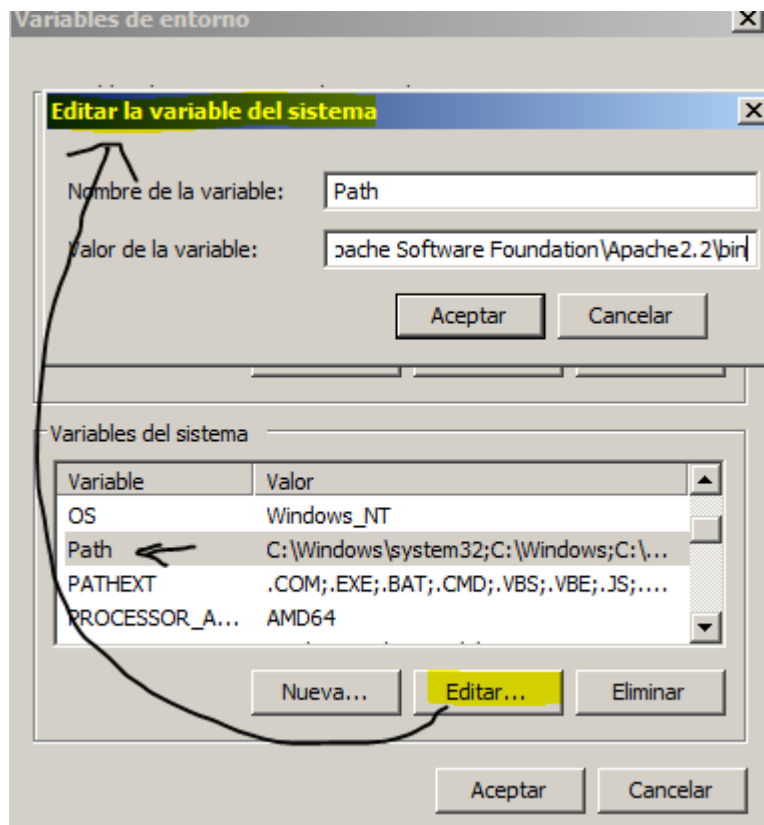 Variables de entorno
Editar la variable del sistema
Nombre de la variable: Path
Valor de la variable: pache Software Foundation\Apache2.2\bin
Aceptar Cancelar
Variables del sistema
Variable Valor
OS Windows_NT
Path C:\Windows\system32;C:\Windows;C:\...
PATHEXT .COM;.EXE;.BAT;.CMD;.VBS;.VBE;.JS;....
PROCESSOR_A... AMD64
Nueva... Editar... Eliminar
Aceptar Cancelar